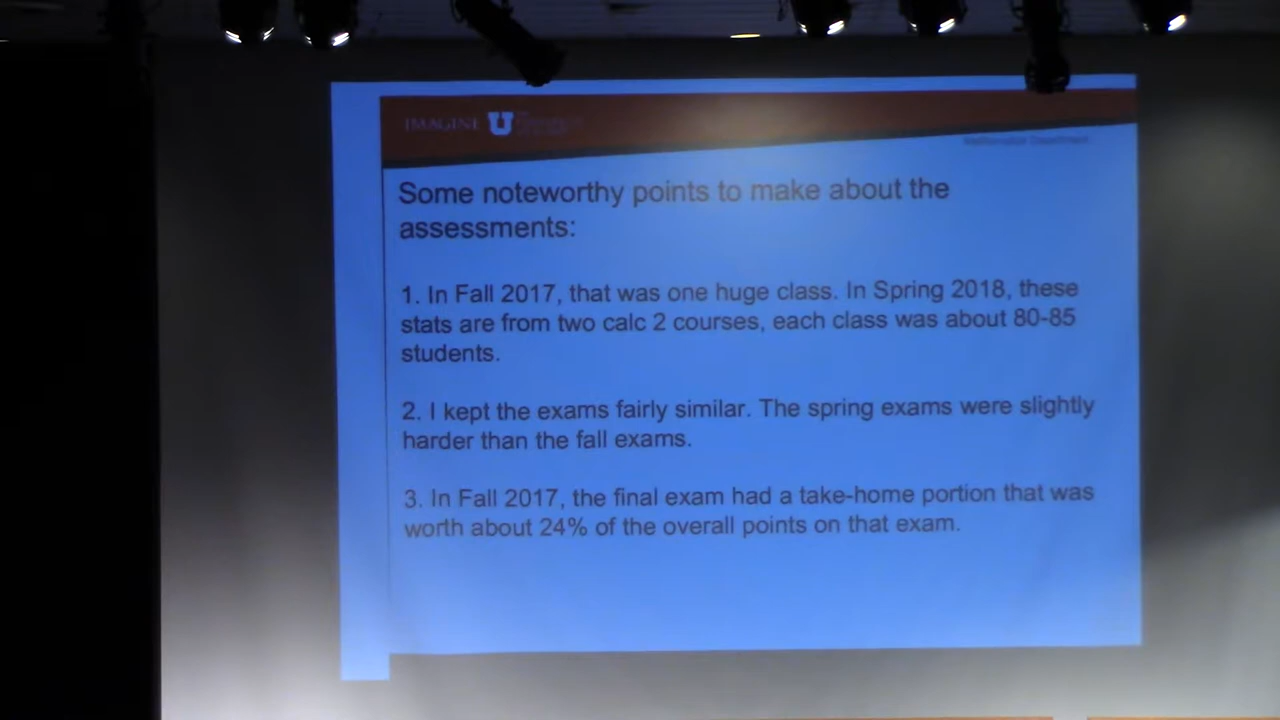 IMAGINE U
Mathematics Department
Some noteworthy points to make about the
assessments:
1. In Fall 2017, that was one huge class. In Spring 2018, these
stats are from two calc 2 courses, each class was about 80-85
students.
2. I kept the exams fairly similar. The spring exams were slightly
harder than the fall exams.
3. In Fall 2017, the final exam had a take-home portion that was
worth about 24% of the overall points on that exam.